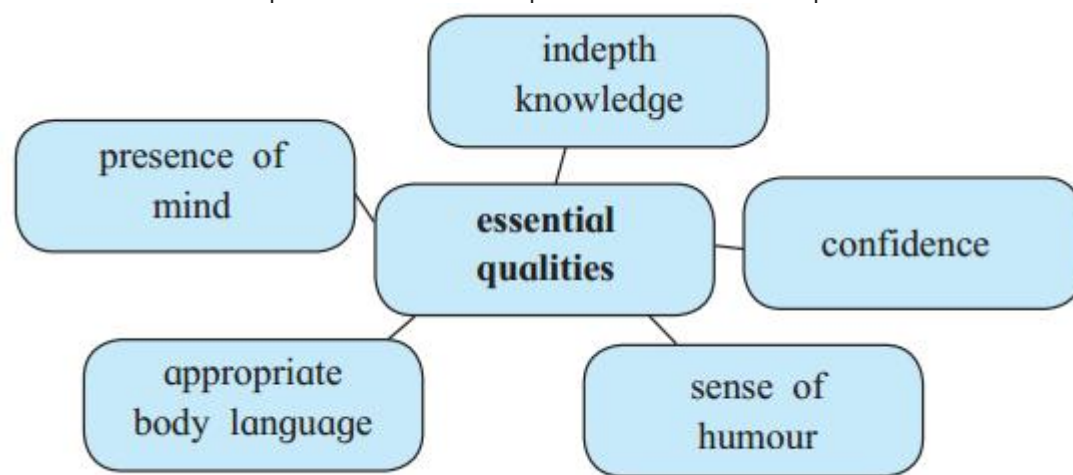 indepth
knowledge
presence of
mind
essential
qualities
confidence
appropriate
body language
sense of
humour